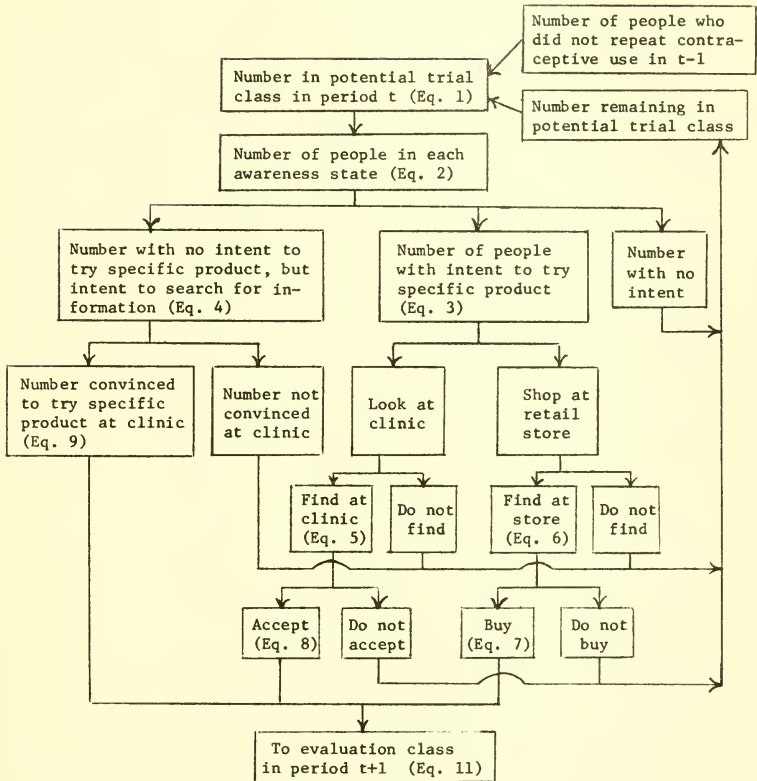 Number of people who
did not repeat contra-
ceptive use in t-1
Number in potential trial
class in period t (Eq. 1)
Number remaining in
potential trial class
Number of people in each
awareness state (Eq. 2)
Number with no intent to
try specific product, but
intent to search for in-
formation (Eq. 4)
Number of people
with intent to try
specific product
(Eq. 3)
Number
with no
intent
Number convinced
to try specific
product at clinic
(Eq. 9)
Number not
convinced
at clinic
Look at
clinic
Shop at
retail
store
Find at
clinic
(Eq. 5)
Do not
find
Find at
store
(Eq. 6)
Do not
find
Accept
(Eq. 8)
Do not
accept
Buy
(Eq. 7)
Do not
buy
To evaluation class
in period t+1 (Eq. 11)